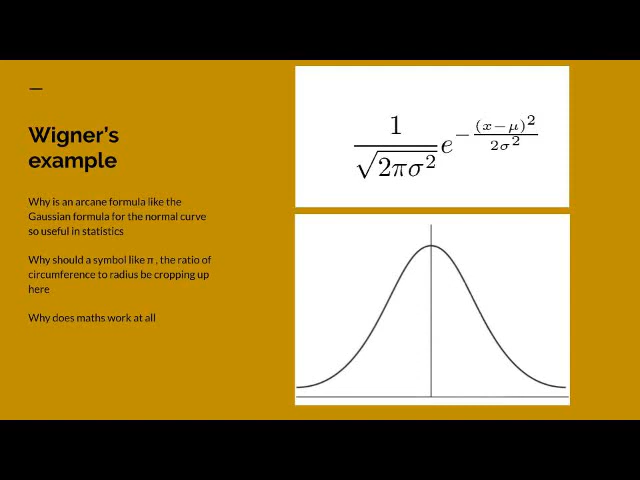 Wigner's
example
Why is an arcane formula like the
Gaussian formula for the normal curve
so useful in statistics
Why should a symbol like π , the ratio of
circumference to radius be cropping up
here
Why does maths work at all
1/√(2πσ²) e^(−(x−μ)²/(2σ²))